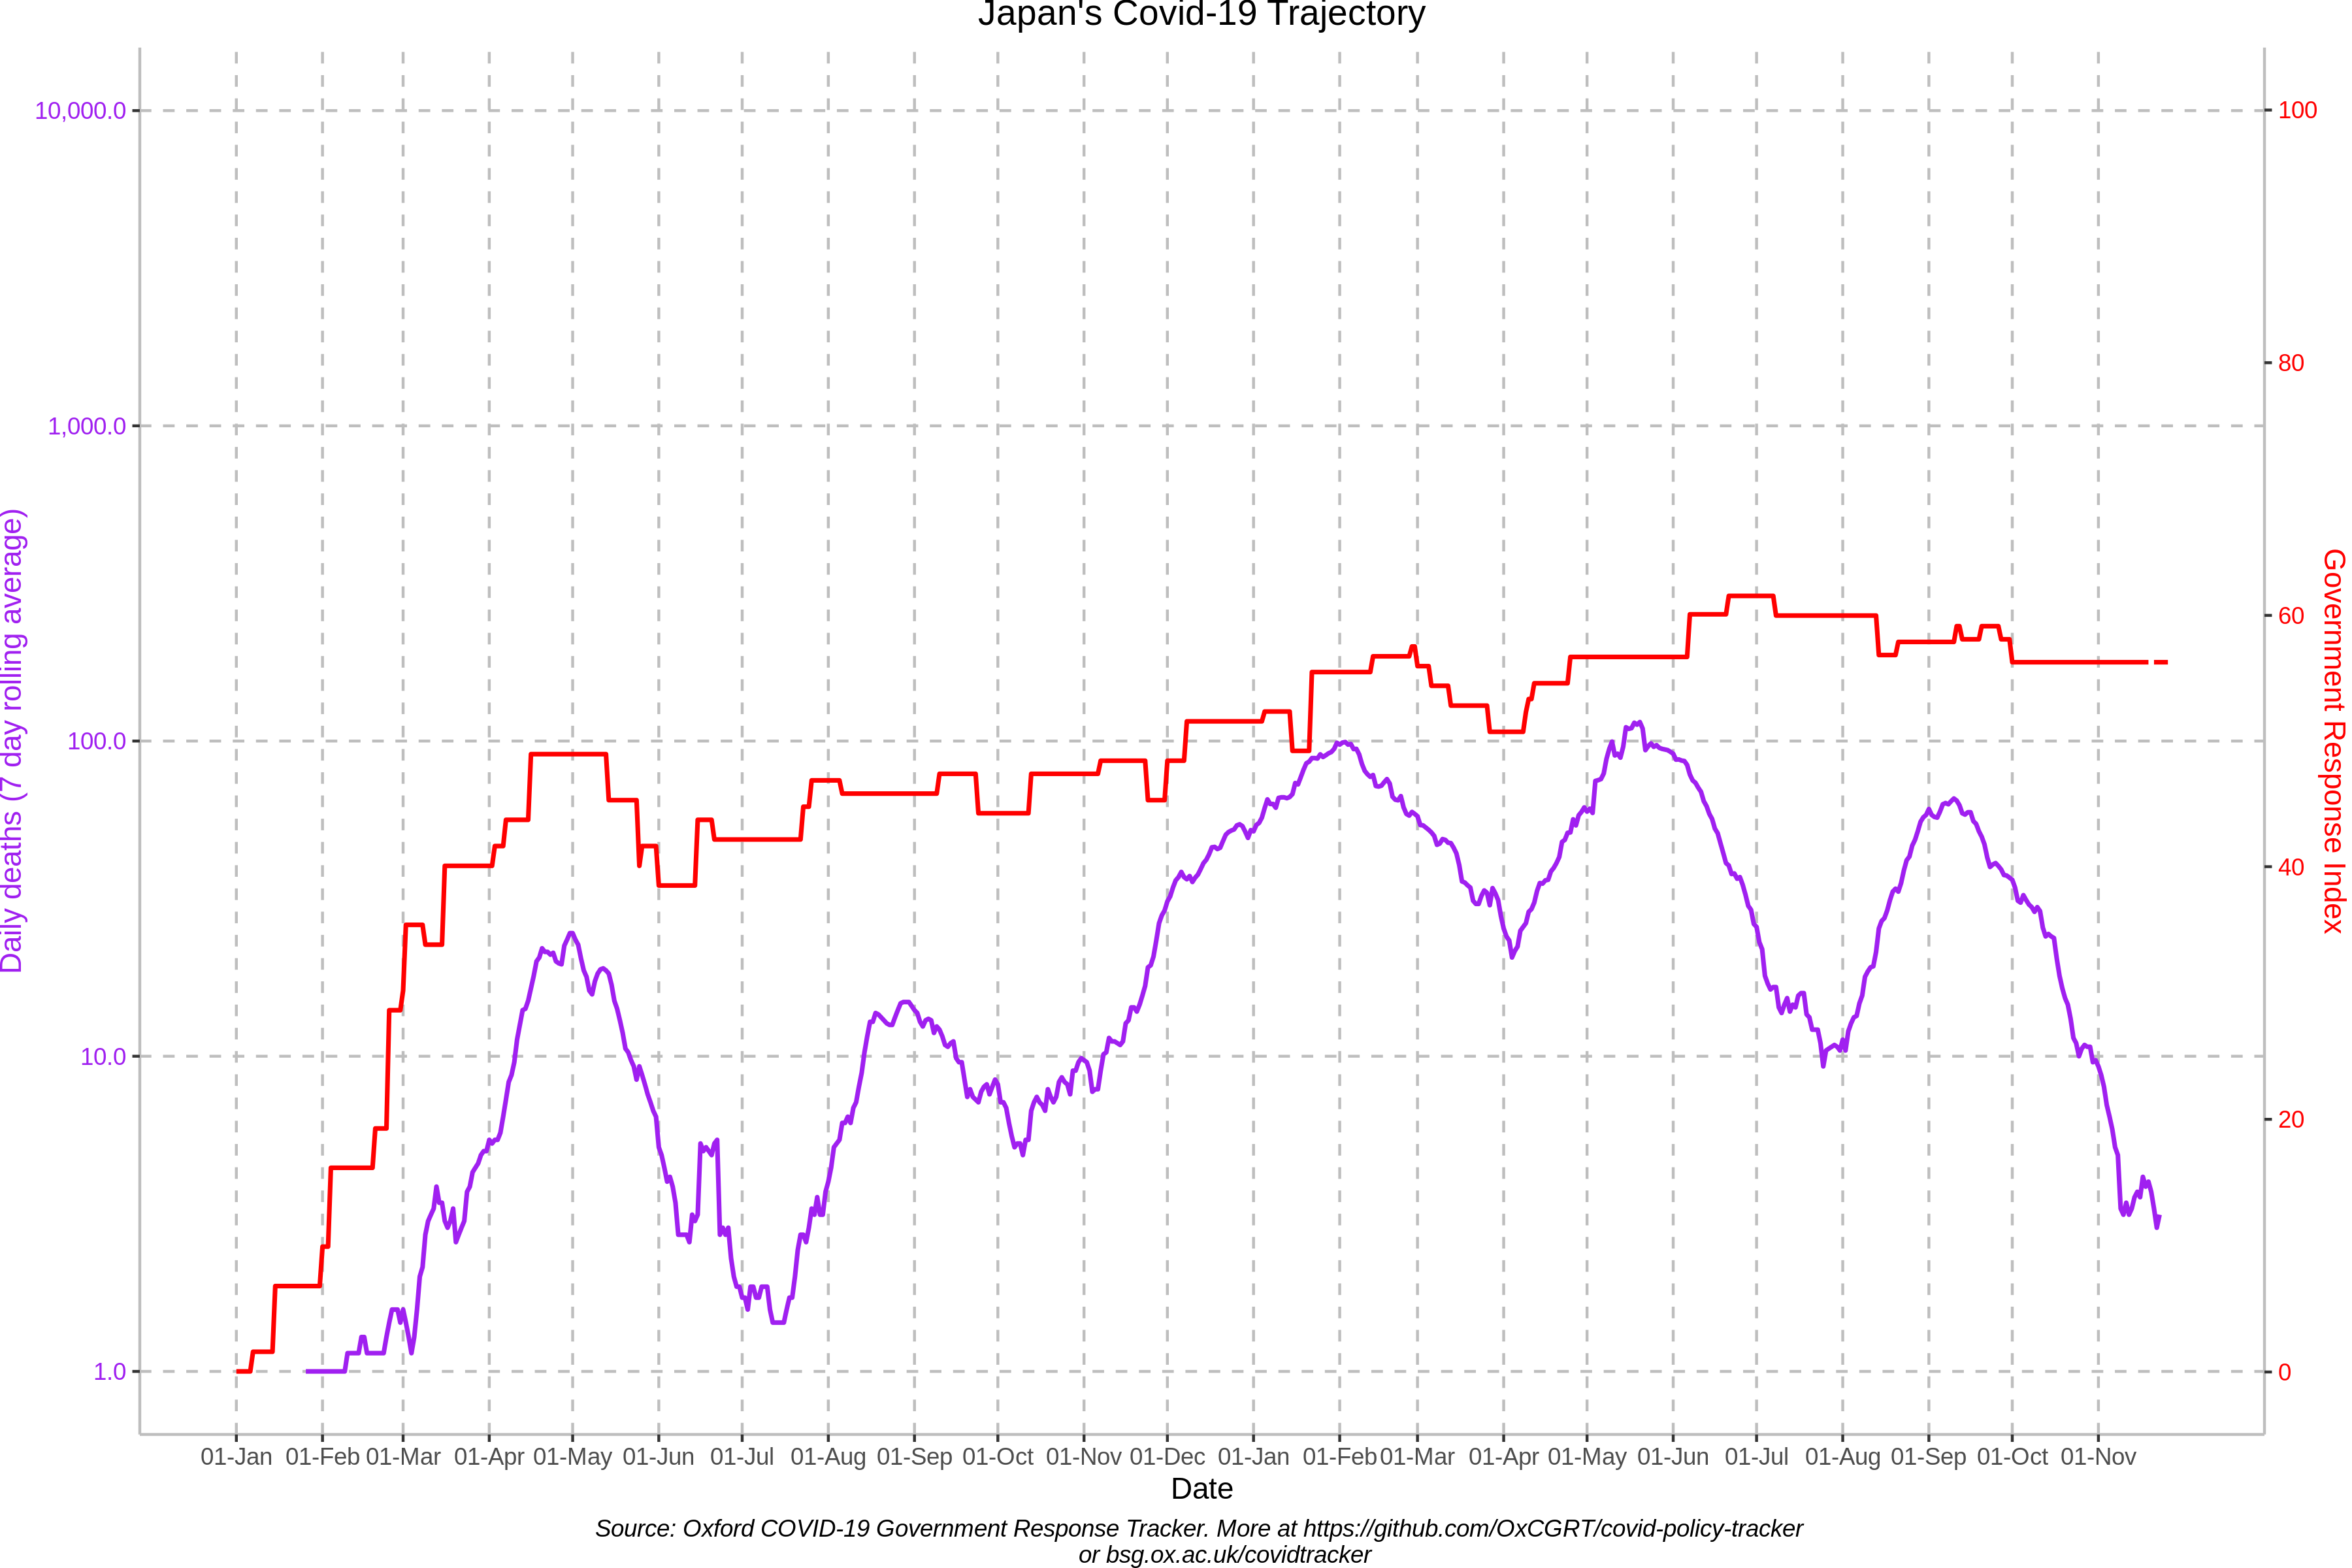 Japan's Covid-19 Trajectory
10,000.0
1,000.0
100.0
10.0
1.0
Daily deaths (7 day rolling average)
100
80
60
40
20
0
Government Response Index
01-Jan 01-Feb 01-Mar 01-Apr 01-May 01-Jun 01-Jul 01-Aug 01-Sep 01-Oct 01-Nov 01-Dec 01-Jan 01-Feb 01-Mar 01-Apr 01-May 01-Jun 01-Jul 01-Aug 01-Sep 01-Oct 01-Nov
Date
Source: Oxford COVID-19 Government Response Tracker. More at https://github.com/OxCGRT/covid-policy-tracker
or bsg.ox.ac.uk/covidtracker